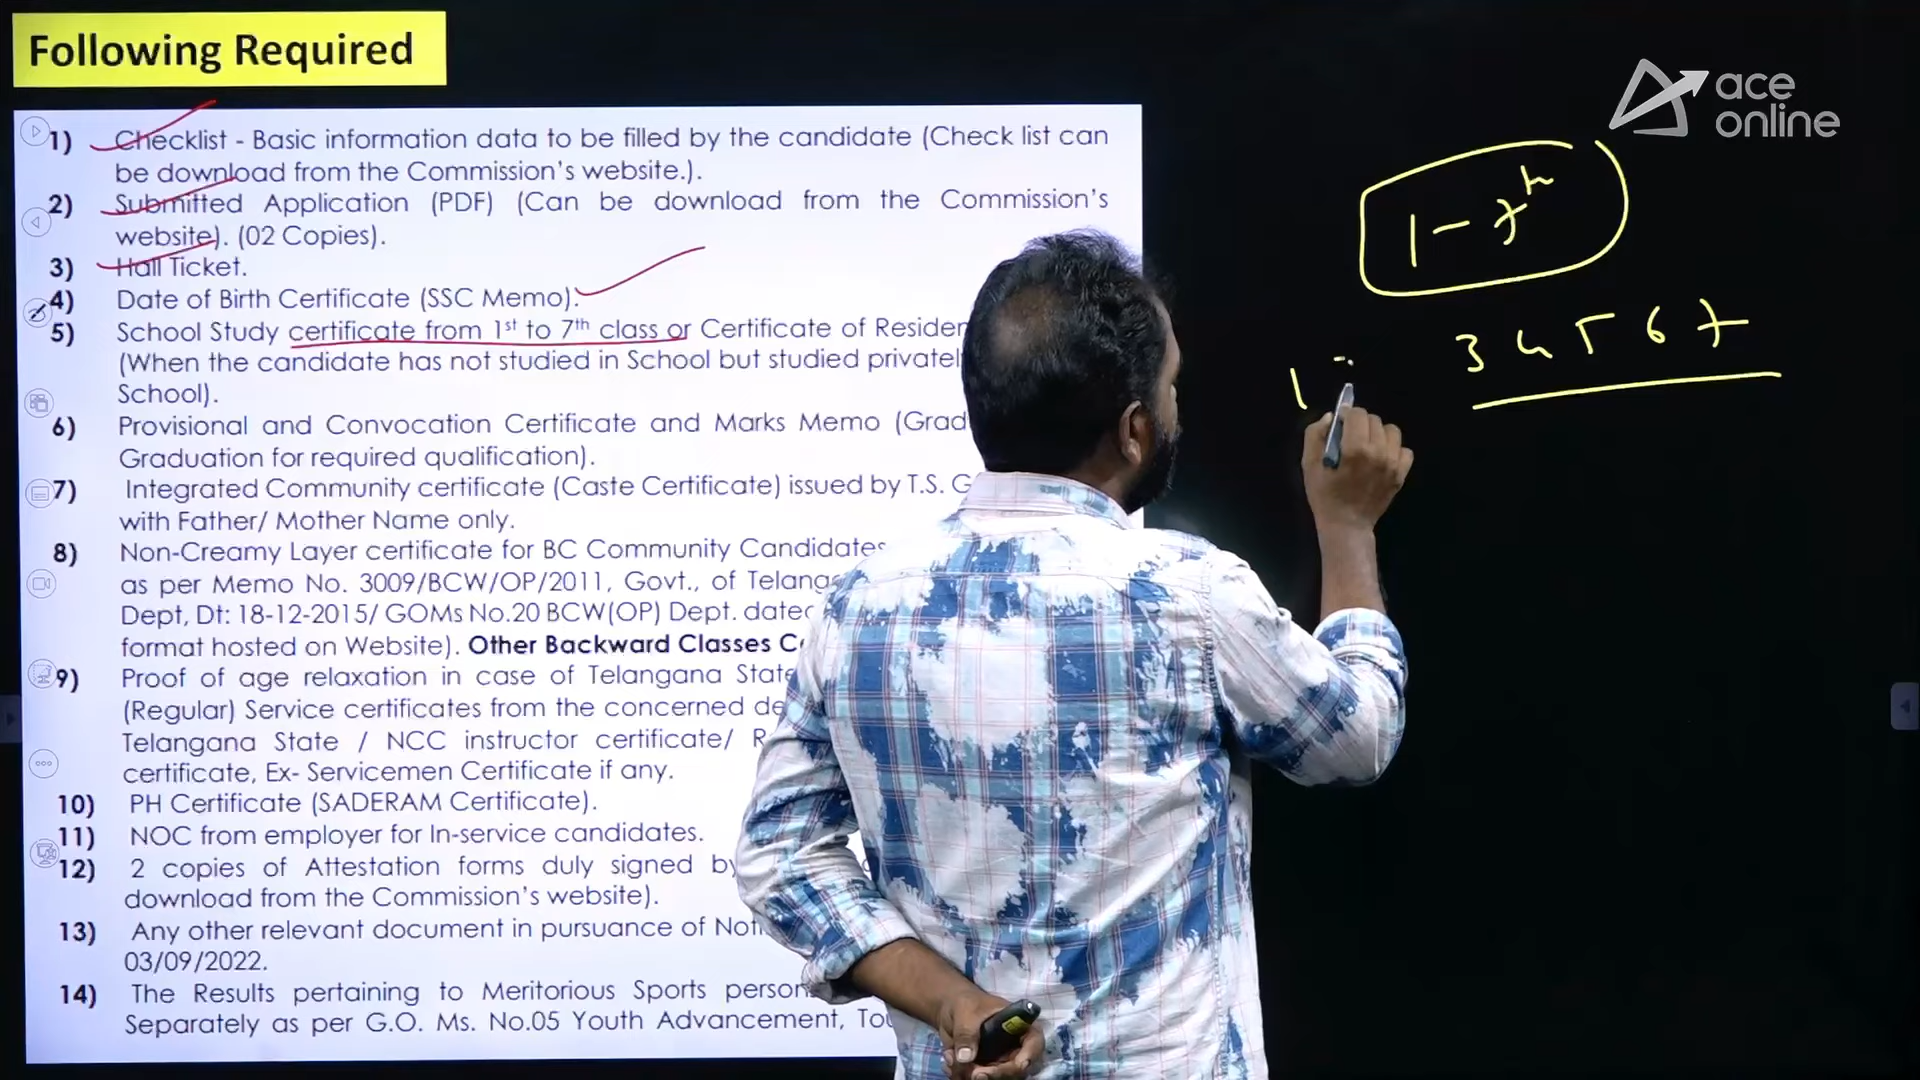 Following Required
ace
online
1) Checklist - Basic information data to be filled by the candidate (Check list can
be download from the Commission's website.).
2) Submitted Application (PDF) (Can be download from the Commission's
website). (02 Copies).
3) Hall Ticket.
4) Date of Birth Certificate (SSC Memo).
5) School Study certificate from 1st to 7th class or Certificate of
(When the candidate has not studied in School but studied
School).
6) Provisional and Convocation Certificate and Marks Memo
Graduation for required qualification).
7) Integrated Community certificate (Caste Certificate) issued by T.S.
with Father/ Mother Name only.
8) Non-Creamy Layer certificate for BC Community Candidates
as per Memo No. 3009/BCW/OP/2011, Govt., of
Dept, Dt: 18-12-2015/ GOMs No.20 BCW(OP) Dept.
format hosted on Website). Other Backward Classes
9) Proof of age relaxation in case of Telangana State
(Regular) Service certificates from the concerned
Telangana State / NCC instructor certificate/
certificate, Ex- Servicemen Certificate if any.
10) PH Certificate (SADERAM Certificate).
11) NOC from employer for In-service candidates.
12) 2 copies of Attestation forms duly signed
download from the Commission's website).
13) Any other relevant document in pursuance of
03/09/2022.
14) The Results pertaining to Meritorious Sports
Separately as per G.O. Ms. No.05 Youth Advancement,
1 - 7th
3 4 5 6 7
1